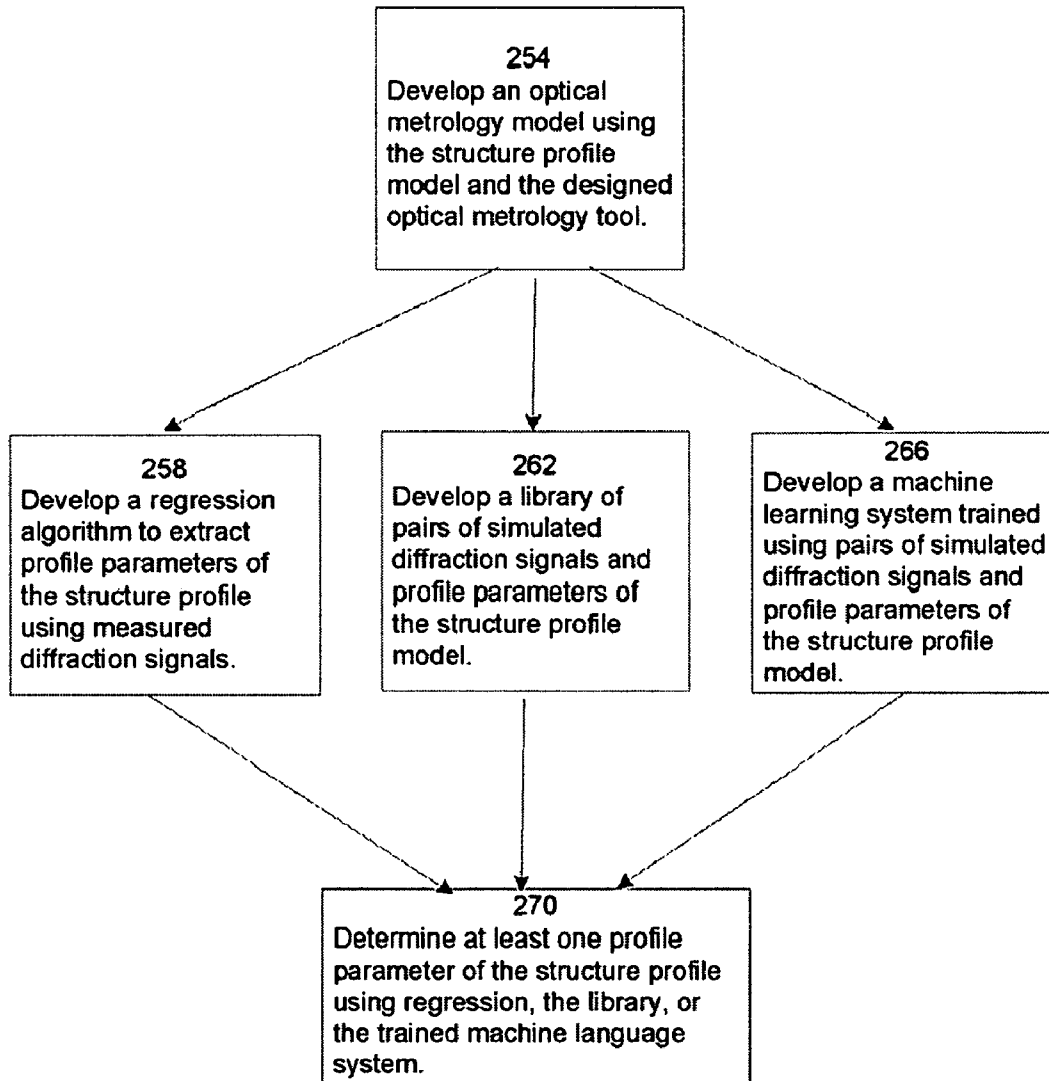 254
Develop an optical
metrology model using
the structure profile
model and the designed
optical metrology tool.
258
Develop a regression
algorithm to extract
profile parameters of
the structure profile
using measured
diffraction signals.
262
Develop a library of
pairs of simulated
diffraction signals and
profile parameters of
the structure profile
model.
266
Develop a machine
learning system trained
using pairs of simulated
diffraction signals and
profile parameters of
the structure profile
model.
270
Determine at least one profile
parameter of the structure profile
using regression, the library, or
the trained machine language
system.